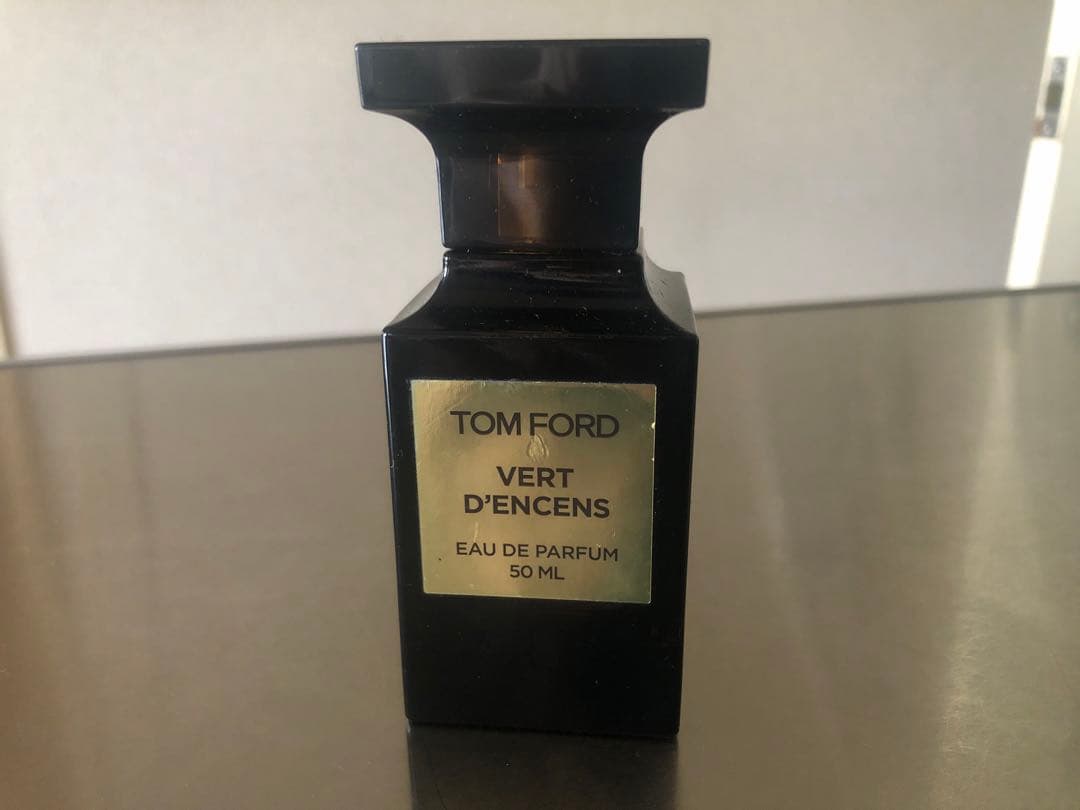 TOM FORD
VERT
D'ENCENS
EAU DE PARFUM
50 ML